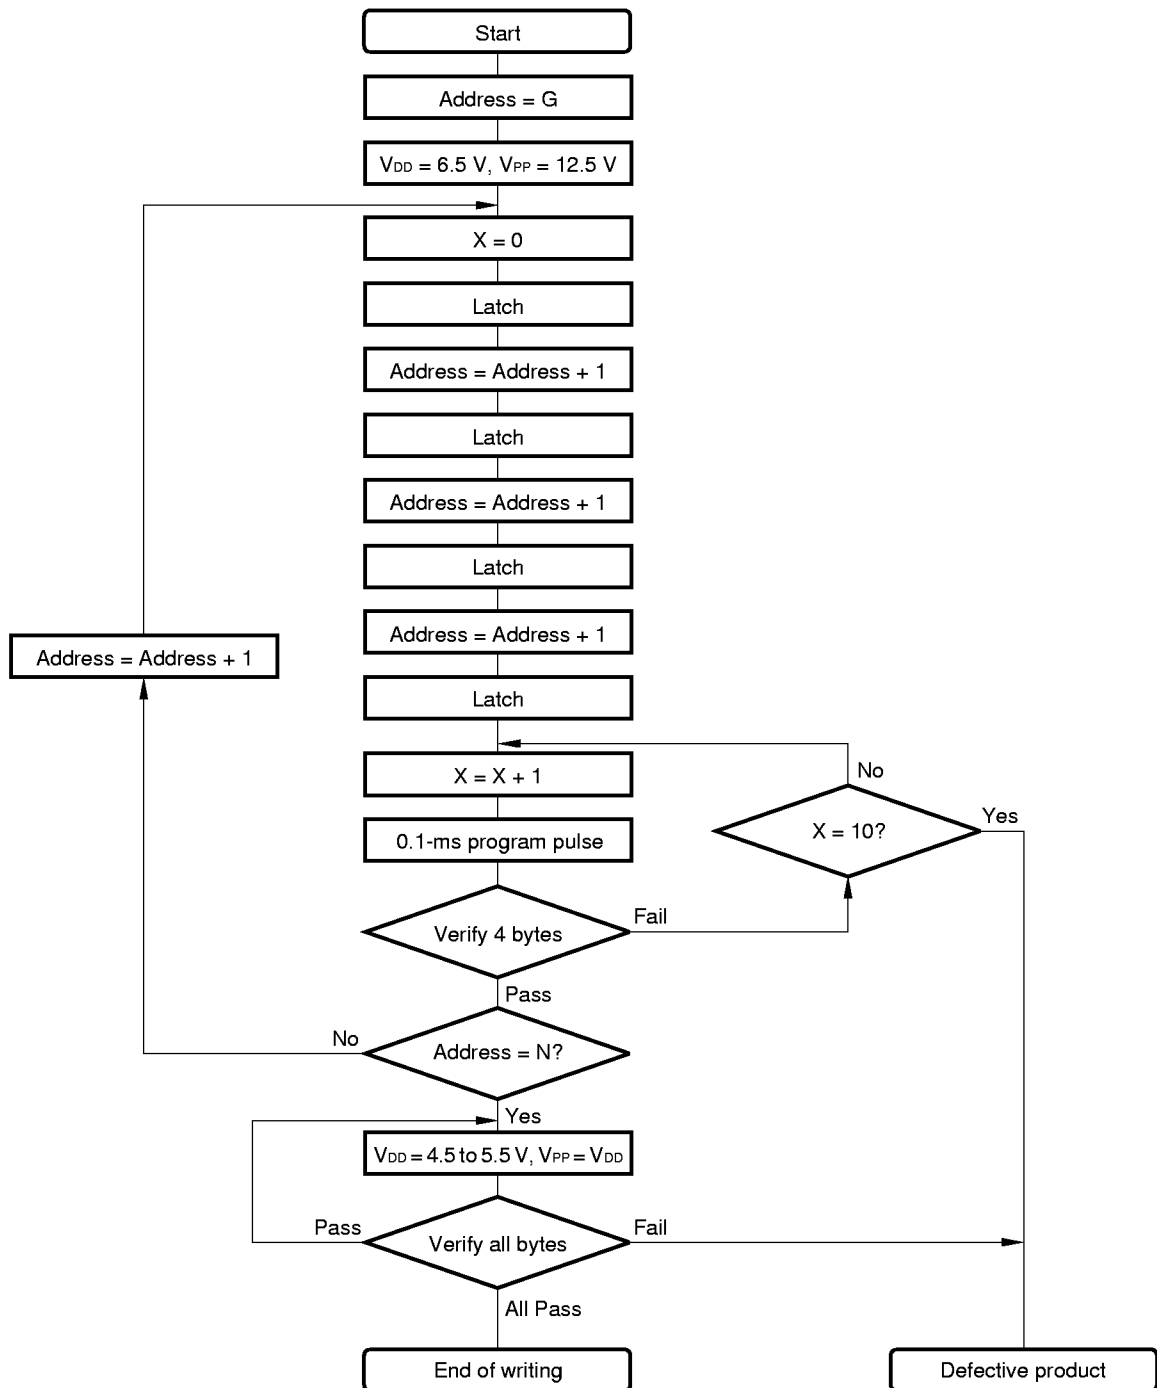 Start
Address = G
VDD = 6.5 V, VPP = 12.5 V
X = 0
Latch
Address = Address + 1
Latch
Address = Address + 1
Latch
Address = Address + 1
Address = Address + 1
Latch
X = X + 1
No
X = 10?
Yes
0.1-ms program pulse
Verify 4 bytes
Fail
Pass
Address = N?
No
Yes
VDD = 4.5 to 5.5 V, VPP = VDD
Pass
Verify all bytes
Fail
All Pass
End of writing
Defective product